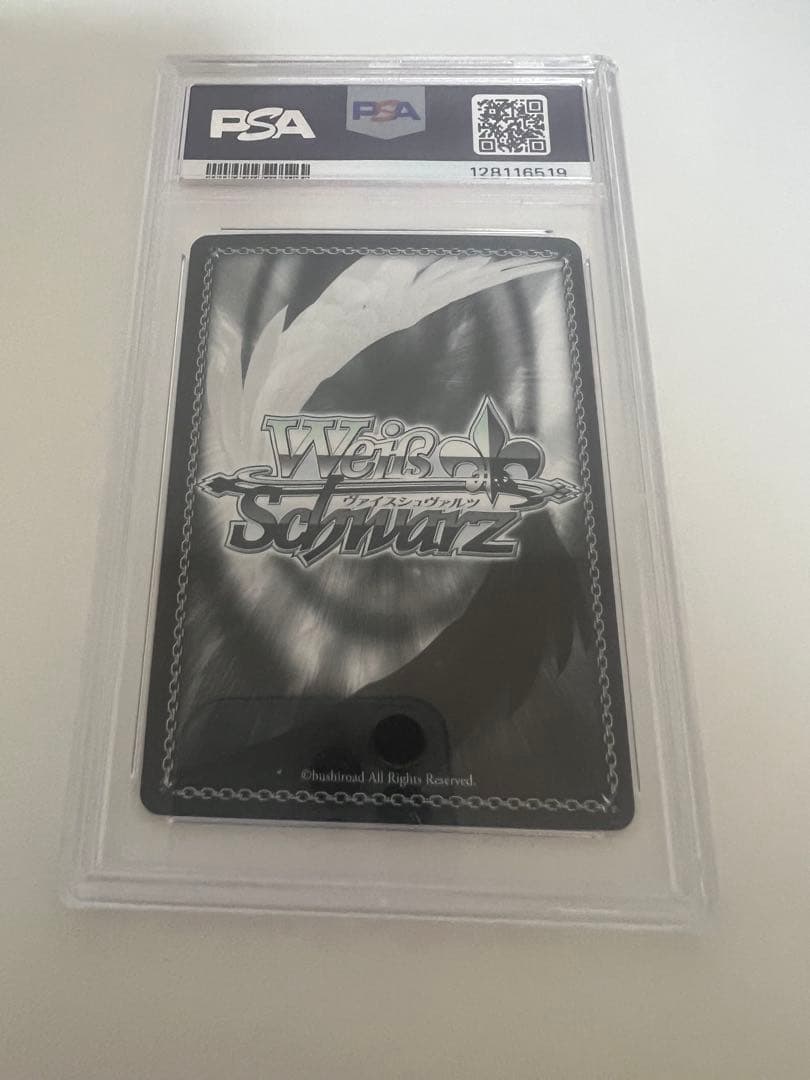 PSA
PSA
128116519
Weiß
ヴァイスシュヴァルツ
Schwarz
©bushiroad All Rights Reserved.